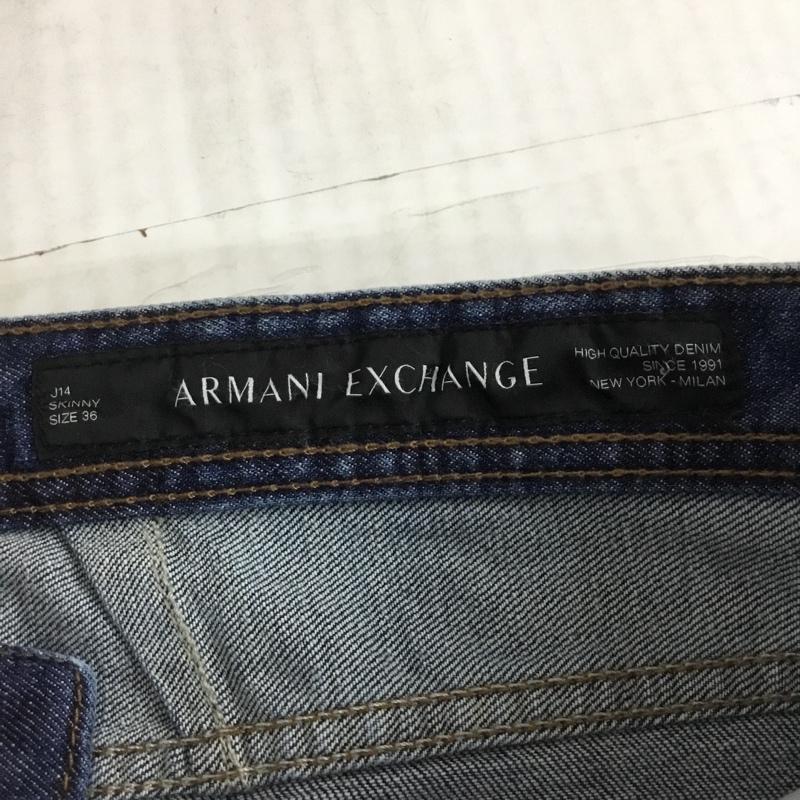 J14
SKINNY
SIZE 36
ARMANI EXCHANGE
HIGH QUALITY DENIM
SINCE 1991
NEW YORK - MILAN